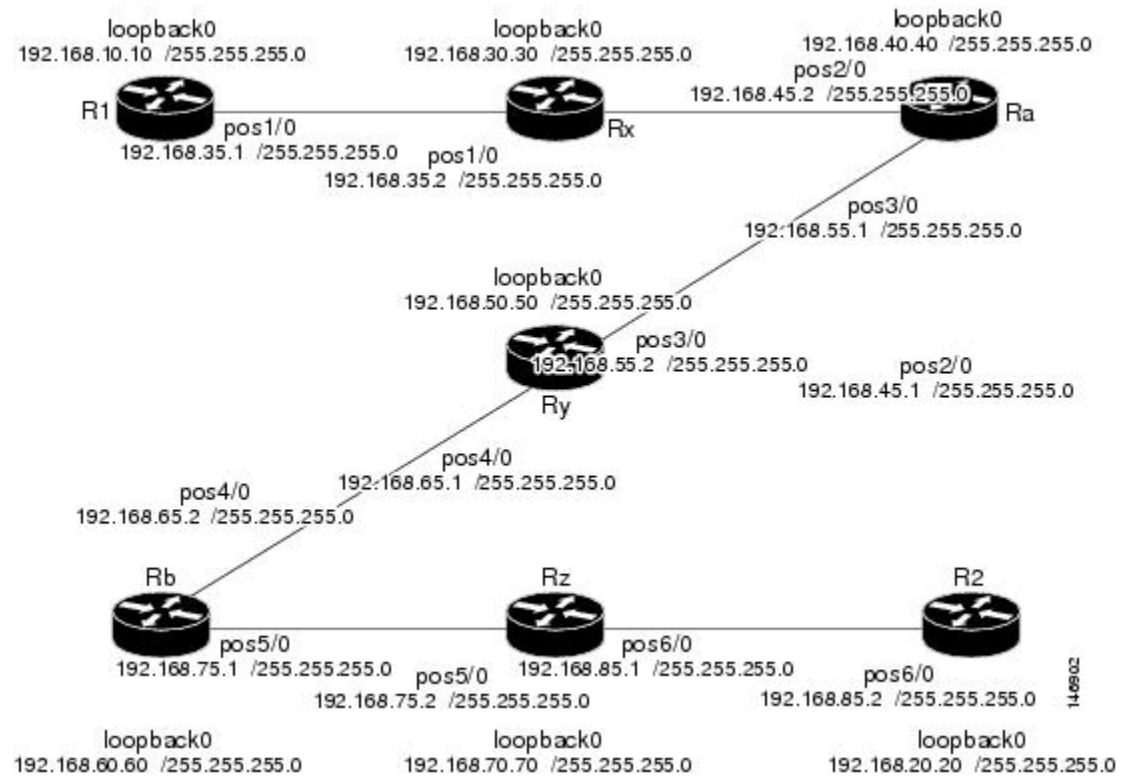 loopback0
192.168.10.10 /255.255.255.0
loopback0
192.168.30.30 /255.255.255.0
loopback0
192.168.40.40 /255.255.255.0
pos2/0
192.168.45.2 /255.255.255.0
R1
Rx
Ra
pos1/0
192.168.35.1 /255.255.255.0
pos1/0
192.168.35.2 /255.255.255.0
pos3/0
192.168.55.1 /255.255.255.0
loopback0
192.168.50.50 /255.255.255.0
pos3/0
192.168.55.2 /255.255.255.0
pos2/0
192.168.45.1 /255.255.255.0
Ry
pos4/0
192.168.65.1 /255.255.255.0
pos4/0
192.168.65.2 /255.255.255.0
Rb
Rz
R2
pos5/0
192.168.75.1 /255.255.255.0
pos5/0
192.168.75.2 /255.255.255.0
pos6/0
192.168.85.1 /255.255.255.0
pos6/0
192.168.85.2 /255.255.255.0
146902
loopback0
192.168.60.60 /255.255.255.0
loopback0
192.168.70.70 /255.255.255.0
loopback0
192.168.20.20 /255.255.255.0